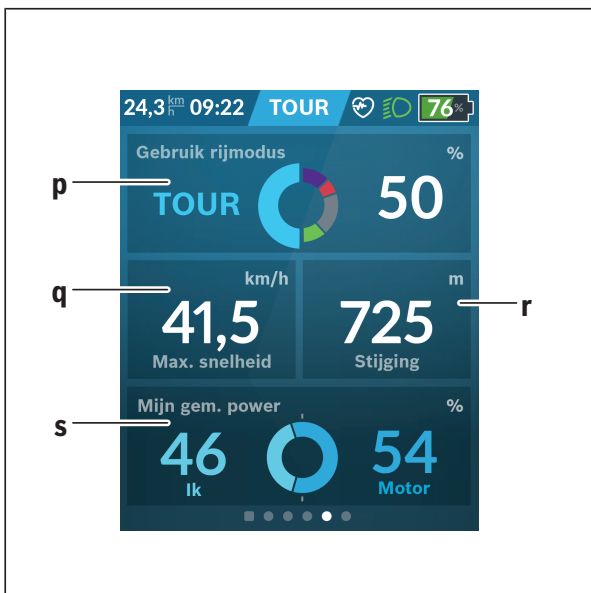 24,3 km/h 09:22 TOUR 76%
Gebruik rijmodus %
p
TOUR 50
km/h m
q
r
41,5 725
Max. snelheid Stijging
Mijn gem. power %
s
46 54
Ik Motor